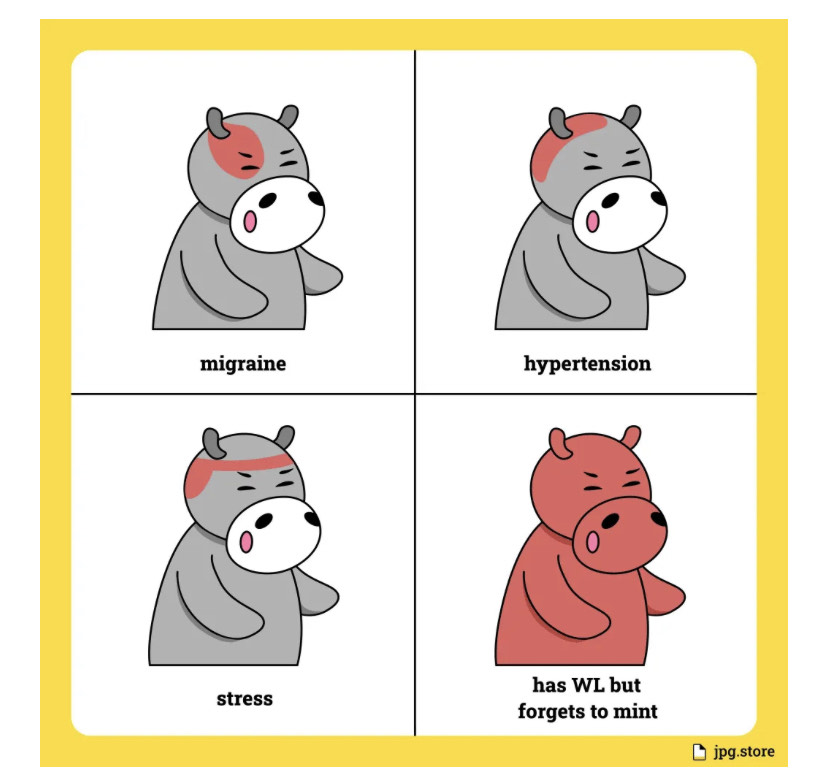 migraine
hypertension
stress
has WL but
forgets to mint
jpg.store